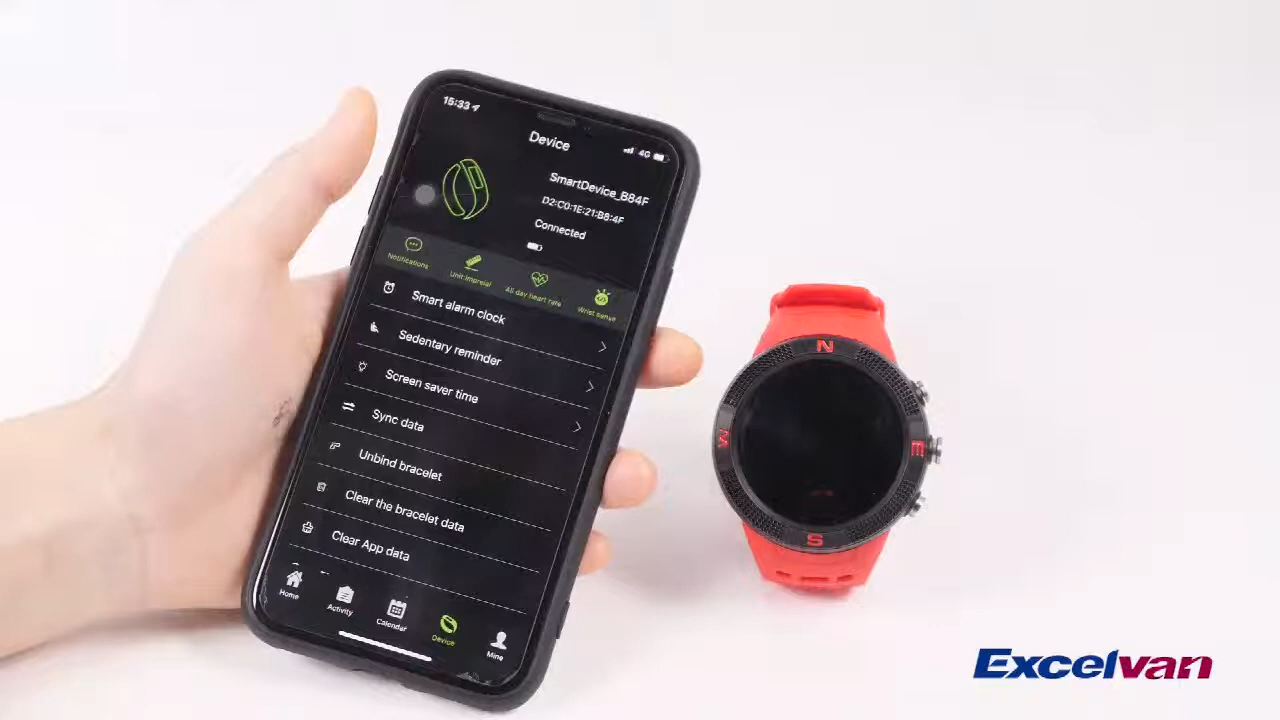 15:33
4G
Device
SmartDevice_B84F
D2:C0:1E:21:B8:4F
Connected
Notifications
Unit:Impreial
All day heart rate
Wrist sense
Smart alarm clock
Sedentary reminder
Screen saver time
Sync data
Unbind bracelet
Clear the bracelet data
Clear App data
Home
Activity
Calendar
Device
Mine
N
W
E
S
Excelvan